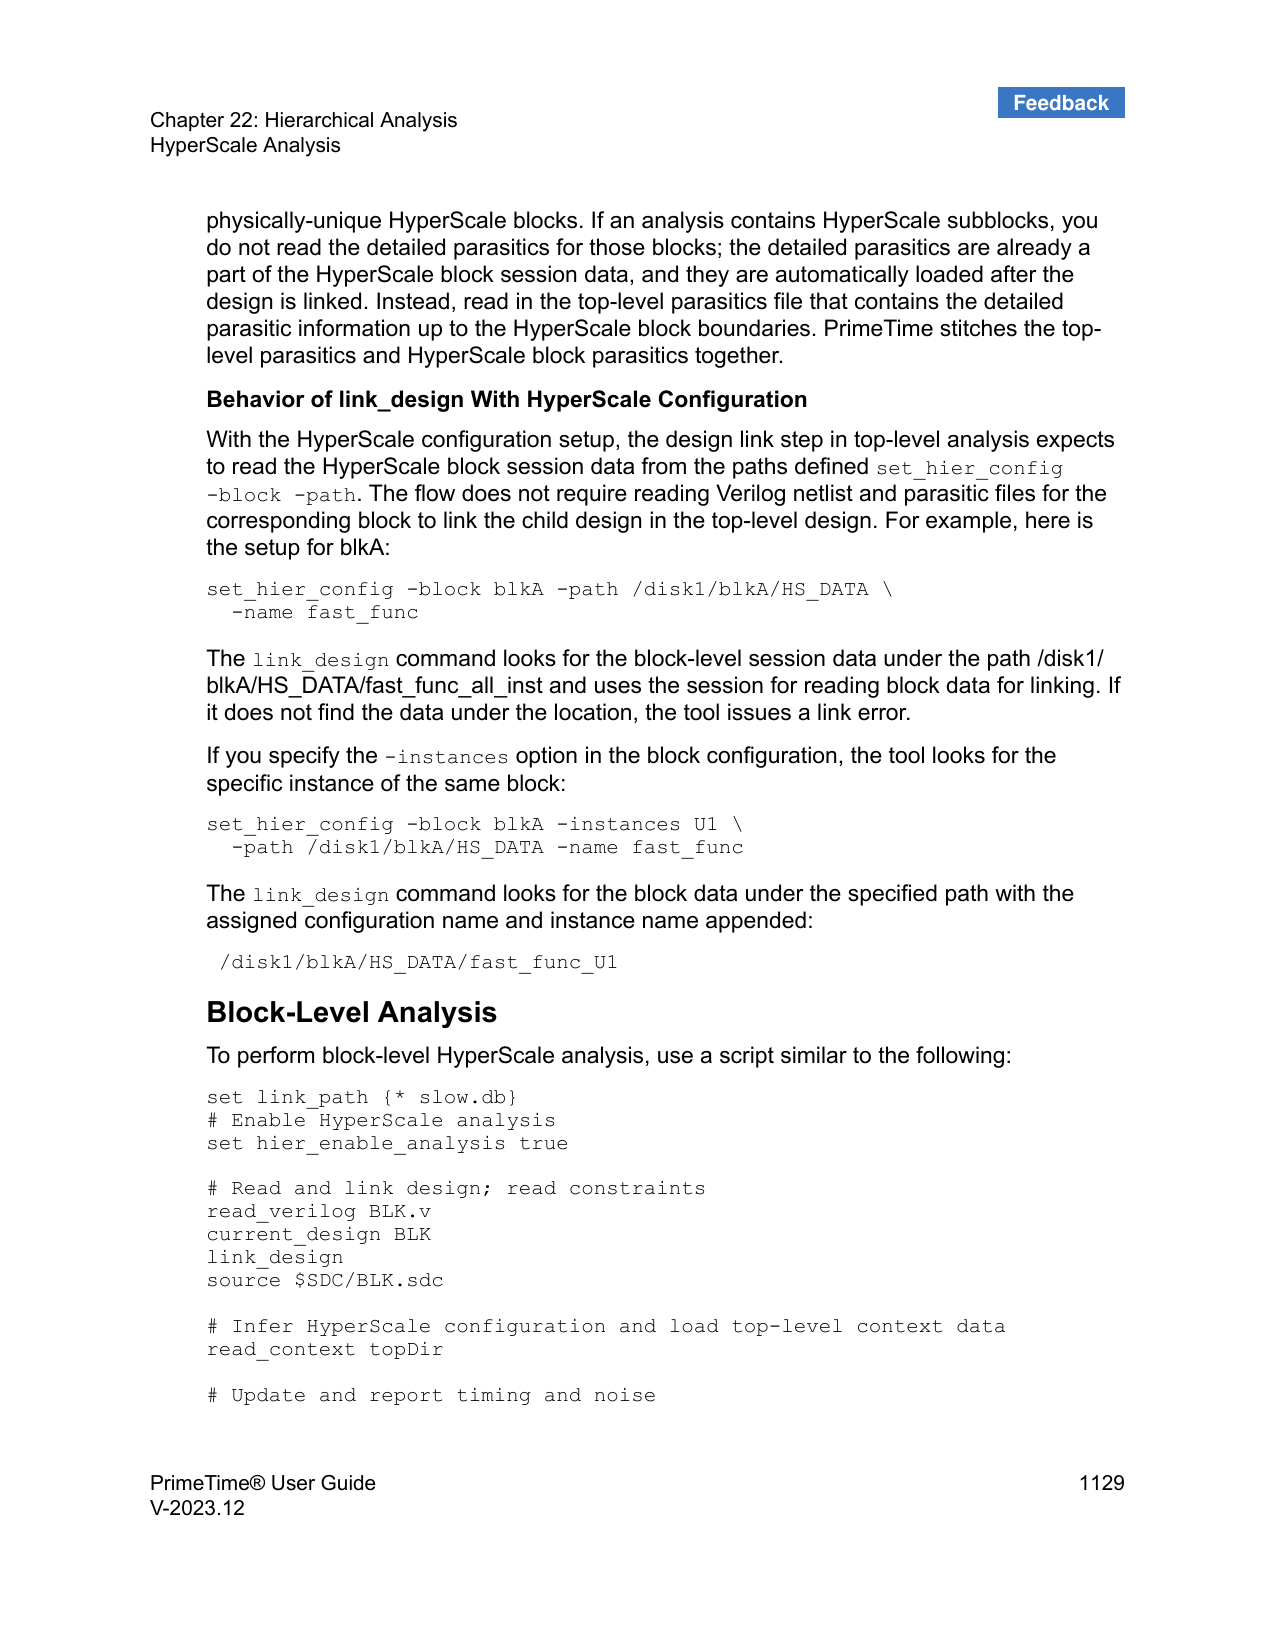 Feedback
Chapter 22: Hierarchical Analysis
HyperScale Analysis
physically-unique HyperScale blocks. If an analysis contains HyperScale subblocks, you
do not read the detailed parasitics for those blocks; the detailed parasitics are already a
part of the HyperScale block session data, and they are automatically loaded after the
design is linked. Instead, read in the top-level parasitics file that contains the detailed
parasitic information up to the HyperScale block boundaries. PrimeTime stitches the top-
level parasitics and HyperScale block parasitics together.
Behavior of link_design With HyperScale Configuration
With the HyperScale configuration setup, the design link step in top-level analysis expects
to read the HyperScale block session data from the paths defined set_hier_config
-block -path. The flow does not require reading Verilog netlist and parasitic files for the
corresponding block to link the child design in the top-level design. For example, here is
the setup for blkA:
set_hier_config -block blkA -path /disk1/blkA/HS_DATA \
  -name fast_func
The link_design command looks for the block-level session data under the path /disk1/
blkA/HS_DATA/fast_func_all_inst and uses the session for reading block data for linking. If
it does not find the data under the location, the tool issues a link error.
If you specify the -instances option in the block configuration, the tool looks for the
specific instance of the same block:
set_hier_config -block blkA -instances U1 \
  -path /disk1/blkA/HS_DATA -name fast_func
The link_design command looks for the block data under the specified path with the
assigned configuration name and instance name appended:
 /disk1/blkA/HS_DATA/fast_func_U1
Block-Level Analysis
To perform block-level HyperScale analysis, use a script similar to the following:
set link_path {* slow.db}
# Enable HyperScale analysis
set hier_enable_analysis true
# Read and link design; read constraints
read_verilog BLK.v
current_design BLK
link_design
source $SDC/BLK.sdc
# Infer HyperScale configuration and load top-level context data
read_context topDir
# Update and report timing and noise
PrimeTime® User Guide
1129
V-2023.12